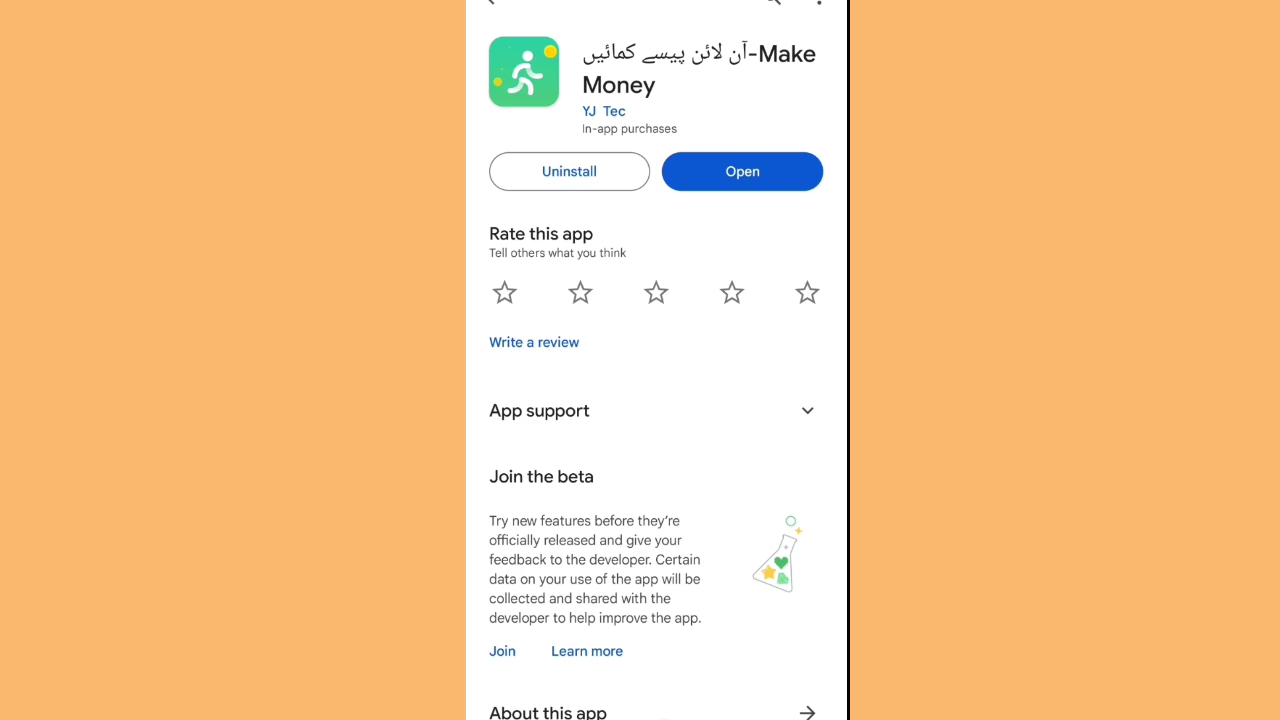 آن لائن پیسے کمائیں-Make
Money
YJ Tec
In-app purchases
Uninstall
Open
Rate this app
Tell others what you think
Write a review
App support
Join the beta
Try new features before they're
officially released and give your
feedback to the developer. Certain
data on your use of the app will be
collected and shared with the
developer to help improve the app.
Join
Learn more
About this app